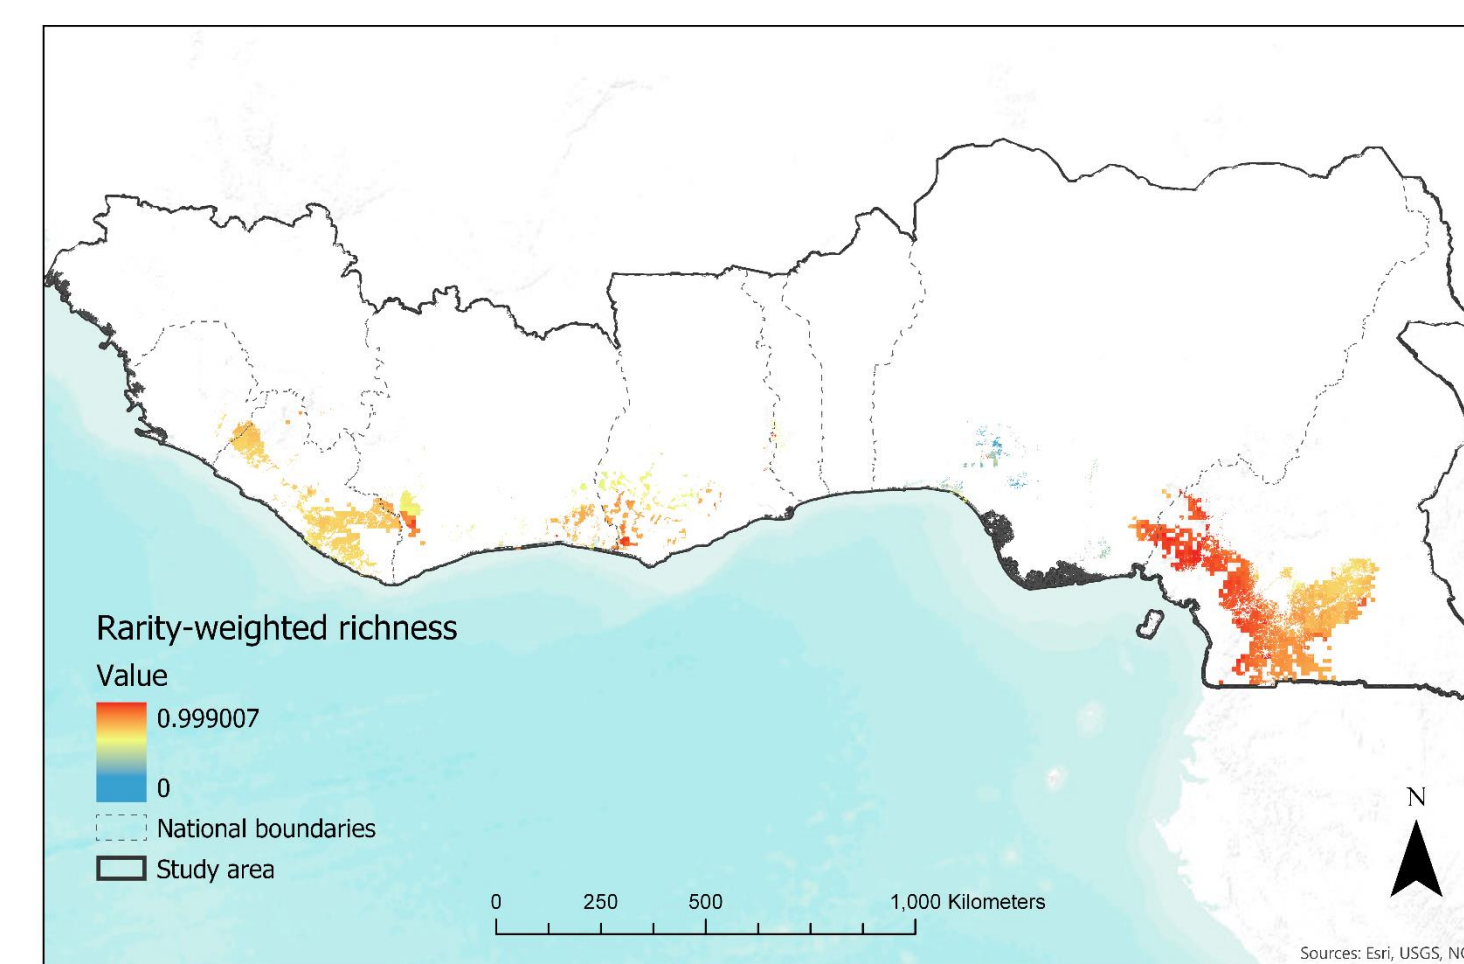 Rarity-weighted richness
Value
0.999007
0
National boundaries
Study area
0 250 500 1,000 Kilometers
N
Sources: Esri, USGS,